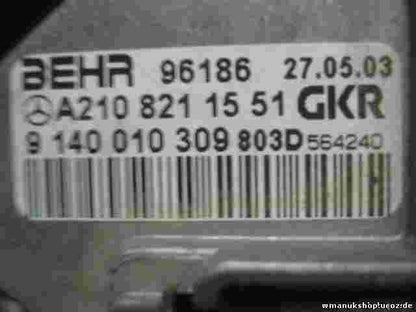 BEHR 96186 27.05.03
A210 821 15 51 GKR
9 140 010 309 803D 564240
wmanukshop!ucoz:de